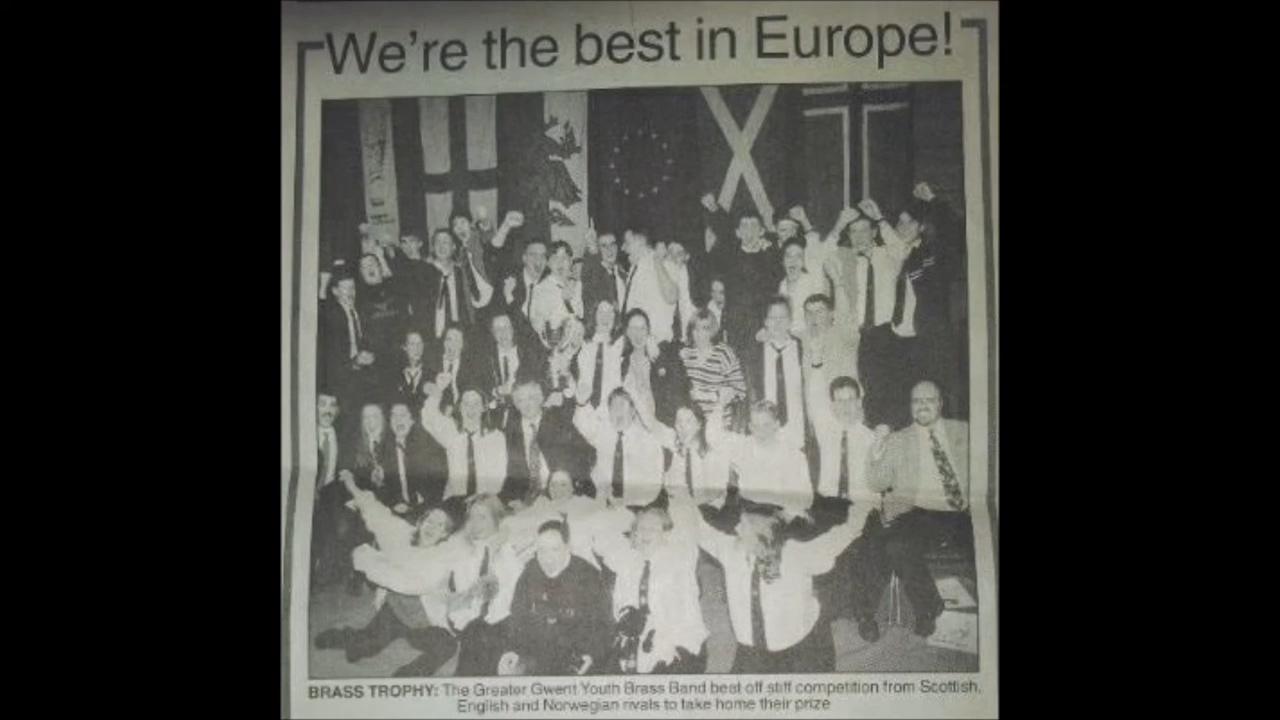 We're the best in Europe!
BRASS TROPHY: The Greater Gwent Youth Brass Band beat off stiff competition from Scottish,
English and Norwegian rivals to take home their prize